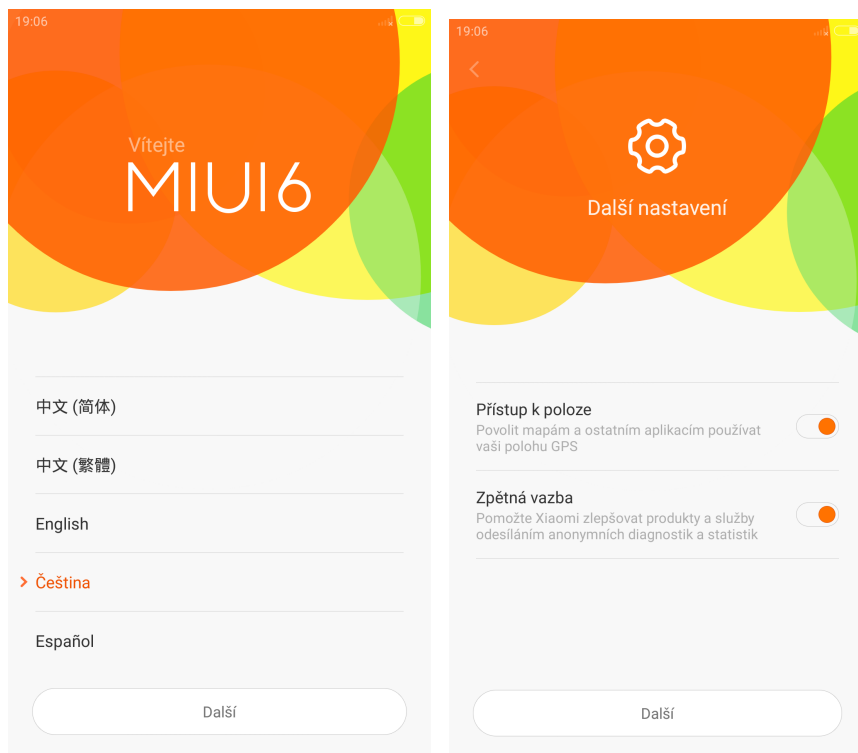 19:06
Vítejte
MIUI6
中文 (简体)
中文 (繁體)
English
Čeština
Español
Další
19:06
Další nastavení
Přístup k poloze
Povolit mapám a ostatním aplikacím používat
vaši polohu GPS
Zpětná vazba
Pomožte Xiaomi zlepšovat produkty a služby
odesíláním anonymních diagnostik a statistik
Další